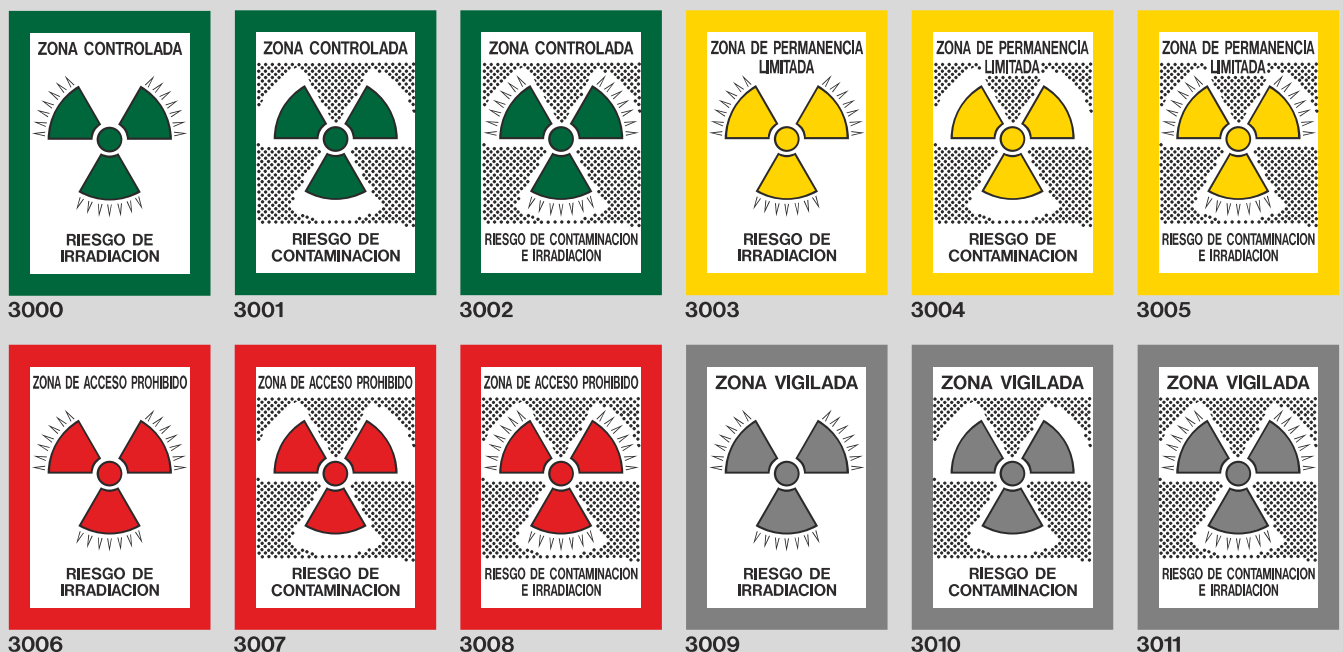 ZONA CONTROLADA
RIESGO DE
IRRADIACION
3000
ZONA CONTROLADA
RIESGO DE
CONTAMINACION
3001
ZONA CONTROLADA
RIESGO DE CONTAMINACION
E IRRADIACION
3002
ZONA DE PERMANENCIA
LIMITADA
RIESGO DE
IRRADIACION
3003
ZONA DE PERMANENCIA
LIMITADA
RIESGO DE
CONTAMINACION
3004
ZONA DE PERMANENCIA
LIMITADA
RIESGO DE CONTAMINACION
E IRRADIACION
3005
ZONA DE ACCESO PROHIBIDO
RIESGO DE
IRRADIACION
3006
ZONA DE ACCESO PROHIBIDO
RIESGO DE
CONTAMINACION
3007
ZONA DE ACCESO PROHIBIDO
RIESGO DE CONTAMINACION
E IRRADIACION
3008
ZONA VIGILADA
RIESGO DE
IRRADIACION
3009
ZONA VIGILADA
RIESGO DE
CONTAMINACION
3010
ZONA VIGILADA
RIESGO DE CONTAMINACION
E IRRADIACION
3011